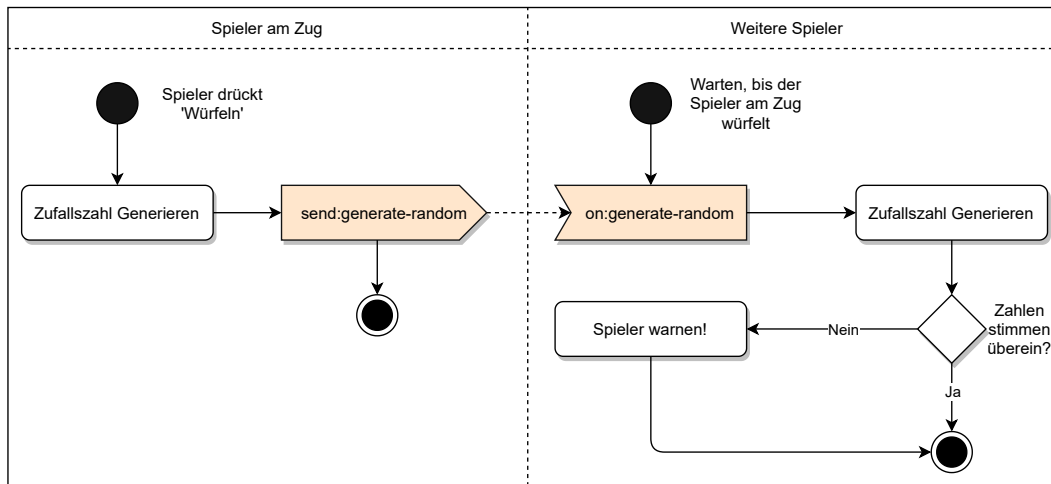 Spieler am Zug
Weitere Spieler
Spieler drückt
'Würfeln'
Warten, bis der
Spieler am Zug
würfelt
Zufallszahl Generieren
send:generate-random
on:generate-random
Zufallszahl Generieren
Spieler warnen!
Nein
Zahlen
stimmen
überein?
Ja